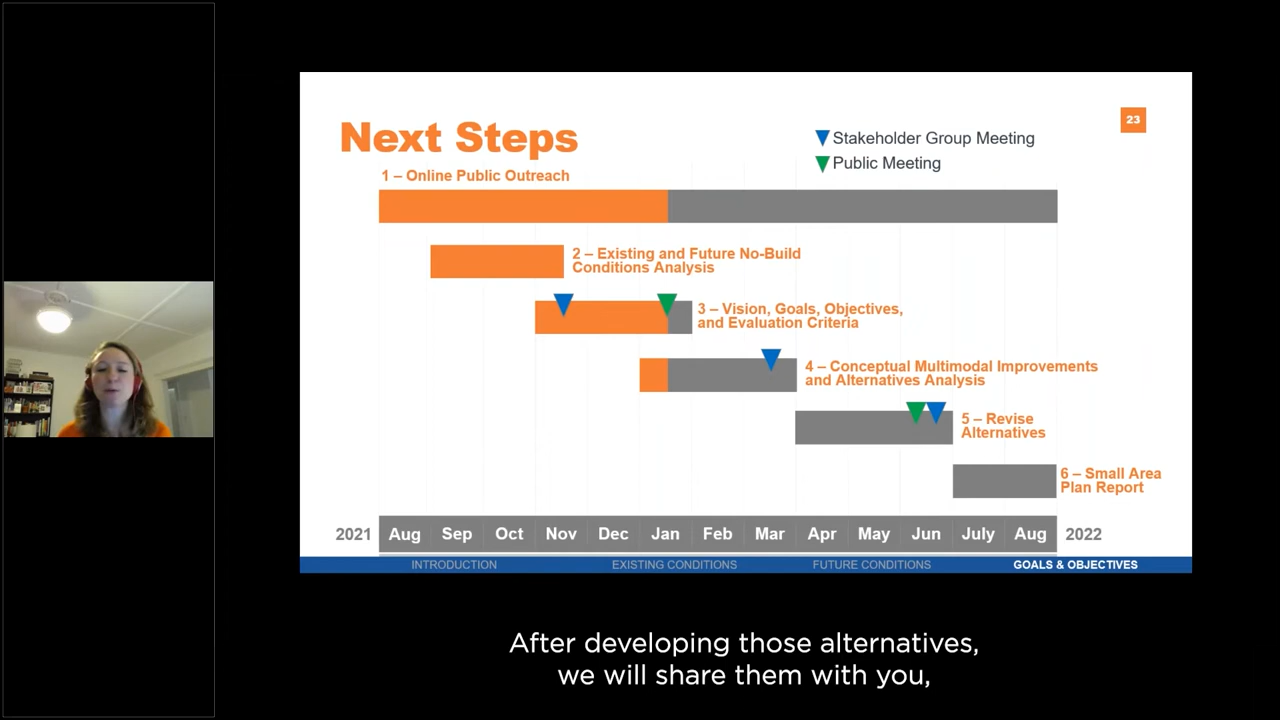 Next Steps
23
Stakeholder Group Meeting
Public Meeting
1 – Online Public Outreach
2 – Existing and Future No-Build
Conditions Analysis
3 – Vision, Goals, Objectives,
and Evaluation Criteria
4 – Conceptual Multimodal Improvements
and Alternatives Analysis
5 – Revise
Alternatives
6 – Small Area
Plan Report
2021 Aug Sep Oct Nov Dec Jan Feb Mar Apr May Jun July Aug 2022
INTRODUCTION EXISTING CONDITIONS FUTURE CONDITIONS GOALS & OBJECTIVES
After developing those alternatives,
we will share them with you,